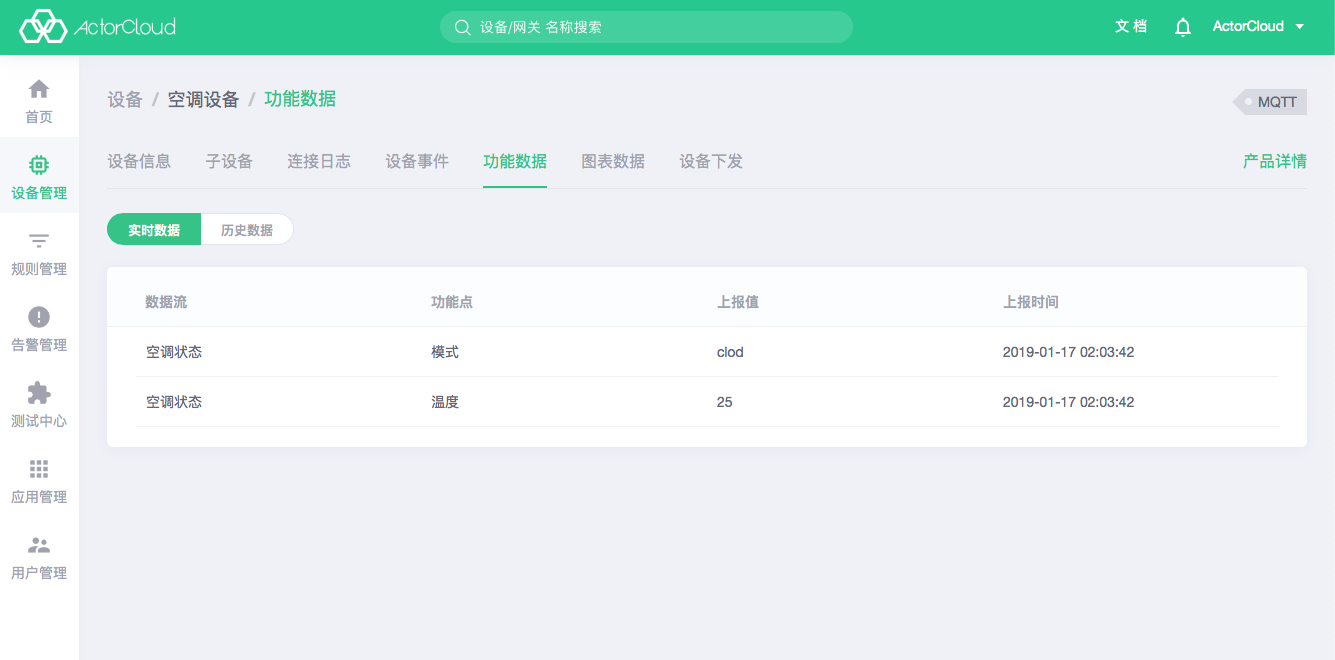 ActorCloud
设备/网关 名称搜索
文档
ActorCloud
首页
设备管理
规则管理
告警管理
测试中心
应用管理
用户管理
设备 / 空调设备 / 功能数据
MQTT
设备信息 子设备 连接日志 设备事件 功能数据 图表数据 设备下发 产品详情
实时数据 历史数据
数据流 功能点 上报值 上报时间
空调状态 模式 clod 2019-01-17 02:03:42
空调状态 温度 25 2019-01-17 02:03:42